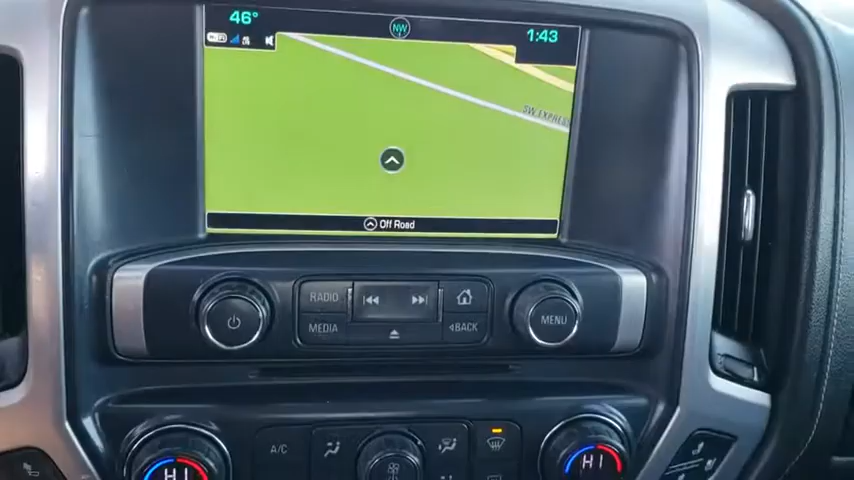 46°
NW
1:43
SW EXPRESS
Off Road
RADIO
MEDIA
BACK
MENU
A/C
HI
HI